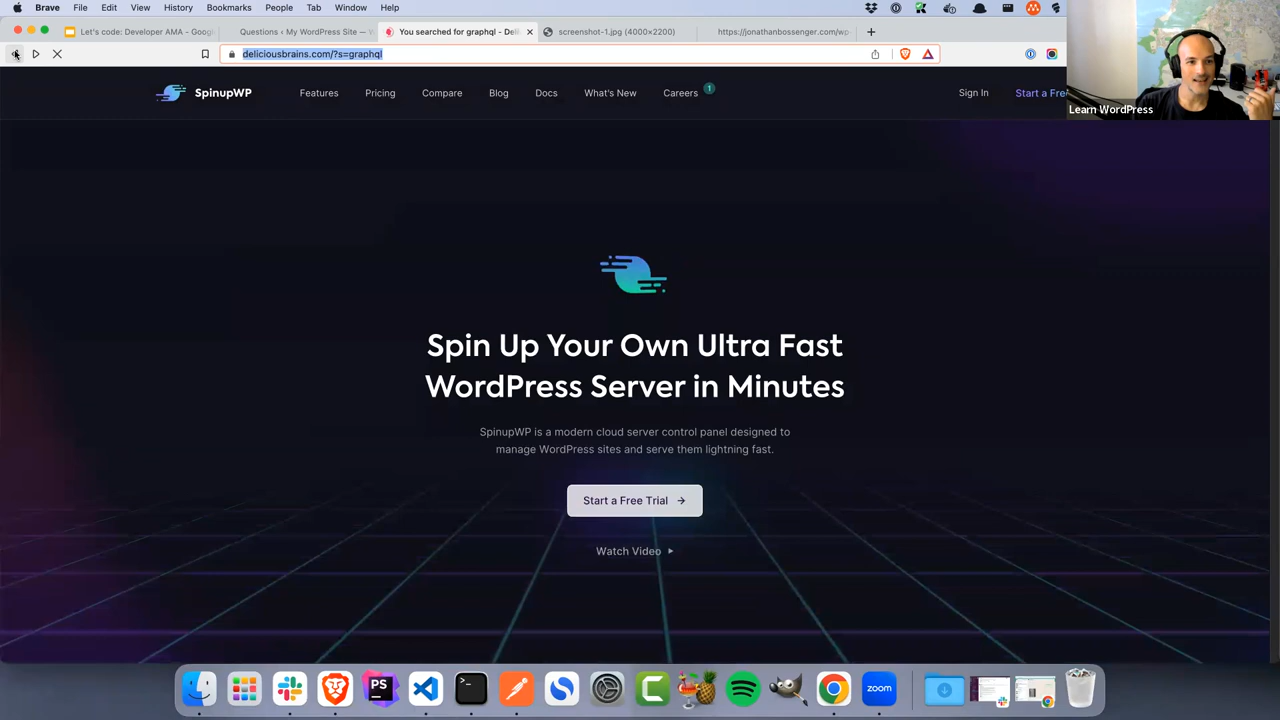 Brave File Edit View History Bookmarks People Tab Window Help
Let's code: Developer AMA - Googl
Questions ‹ My WordPress Site — W
You searched for graphql - Deli
screenshot-1.jpg (4000×2200)
https://jonathanbossenger.com/wp-
deliciousbrains.com/?s=graphql
SpinupWP Features Pricing Compare Blog Docs What's New Careers 1 Sign In Start a Fre
Learn WordPress
Spin Up Your Own Ultra Fast
WordPress Server in Minutes
SpinupWP is a modern cloud server control panel designed to
manage WordPress sites and serve them lightning fast.
Start a Free Trial →
Watch Video
PS
zoom